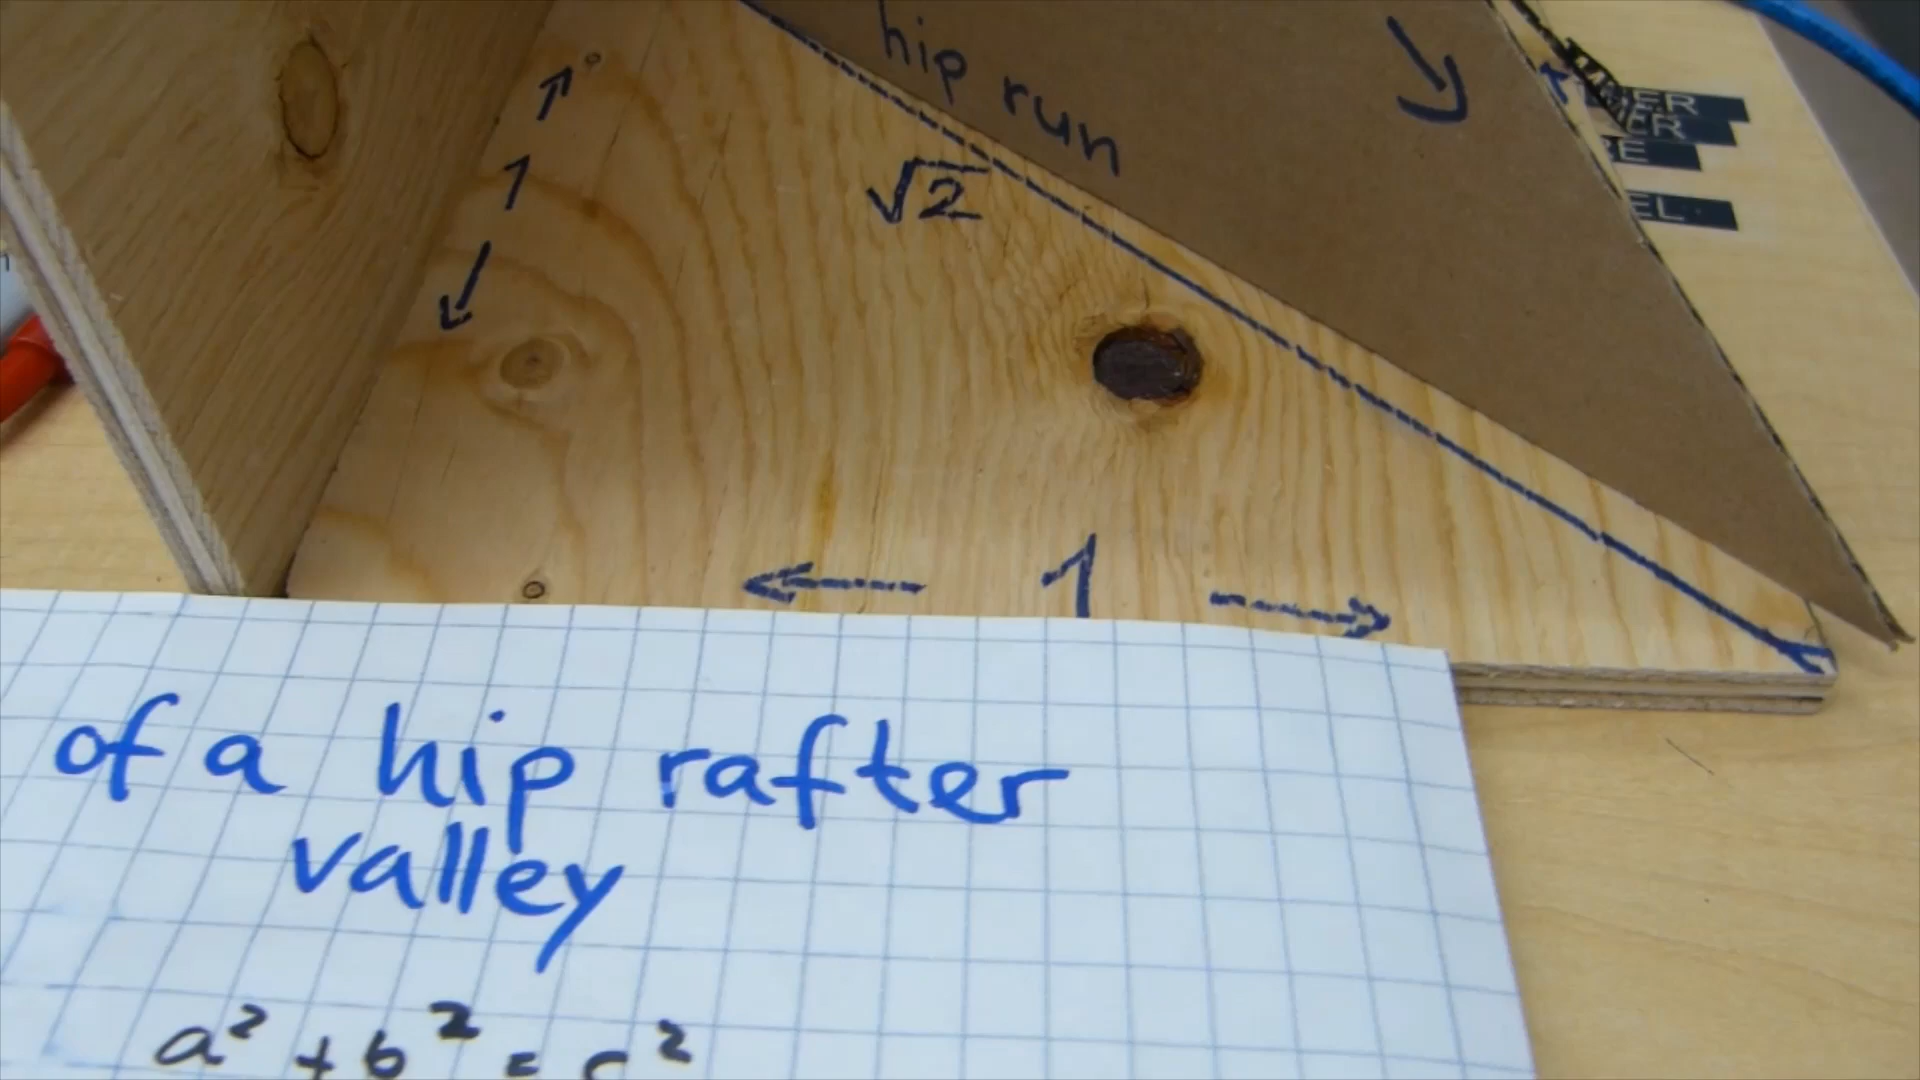 hip run
√2
1
1
of a hip rafter
valley
a² + b² = c²